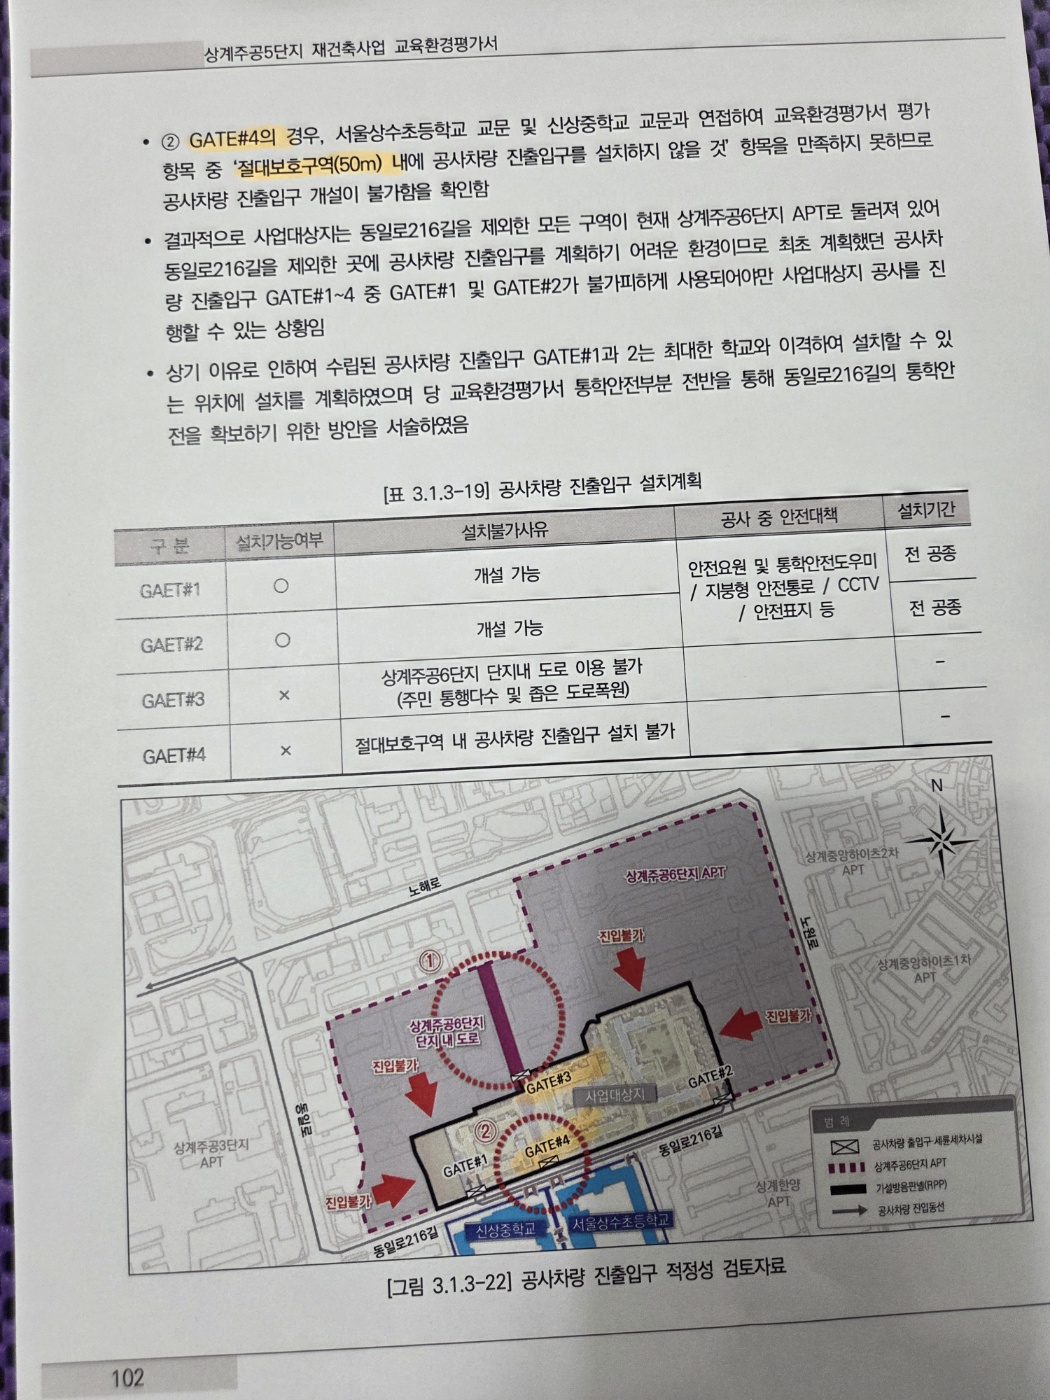 상계주공5단지 재건축사업 교육환경평가서
• ② GATE#4의 경우, 서울상수초등학교 교문 및 신상중학교 교문과 연접하여 교육환경평가서 평가
항목 중 '절대보호구역(50m) 내에 공사차량 진출입구를 설치하지 않을 것' 항목을 만족하지 못하므로
공사차량 진출입구 개설이 불가함을 확인함
• 결과적으로 사업대상지는 동일로216길을 제외한 모든 구역이 현재 상계주공6단지 APT로 둘러져 있어
동일로216길을 제외한 곳에 공사차량 진출입구를 계획하기 어려운 환경이므로 최초 계획했던 공사차
량 진출입구 GATE#1~4 중 GATE#1 및 GATE#2가 불가피하게 사용되어야만 사업대상지 공사를 진
행할 수 있는 상황임
• 상기 이유로 인하여 수립된 공사차량 진출입구 GATE#1과 2는 최대한 학교와 이격하여 설치할 수 있
는 위치에 설치를 계획하였으며 당 교육환경평가서 통학안전부분 전반을 통해 동일로216길의 통학안
전을 확보하기 위한 방안을 서술하였음
[표 3.1.3-19] 공사차량 진출입구 설치계획
구 분 설치가능여부 설치불가사유 공사 중 안전대책 설치기간
GAET#1 ○ 개설 가능 안전요원 및 통학안전도우미 전 공종
/ 지붕형 안전통로 / CCTV
/ 안전표지 등
GAET#2 ○ 개설 가능 전 공종
GAET#3 × 상계주공6단지 단지내 도로 이용 불가 -
(주민 통행다수 및 좁은 도로폭원)
GAET#4 × 절대보호구역 내 공사차량 진출입구 설치 불가 -
N
상계중앙하이츠2차
APT
상계주공6단지 APT
노해로
노원로
진입불가
①
상계중앙하이츠1차
APT
상계주공6단지
단지내 도로
진입불가
진입불가
GATE#3
GATE#2
사업대상지
동일로
②
GATE#4
GATE#1
상계주공3단지
APT
동일로216길
진입불가
상계한양
APT
신상중학교
서울상수초등학교
동일로216길
범 례
공사차량 출입구·세륜세차시설
상계주공6단지 APT
가설방음판넬(RPP)
공사차량 진입동선
[그림 3.1.3-22] 공사차량 진출입구 적정성 검토자료
102